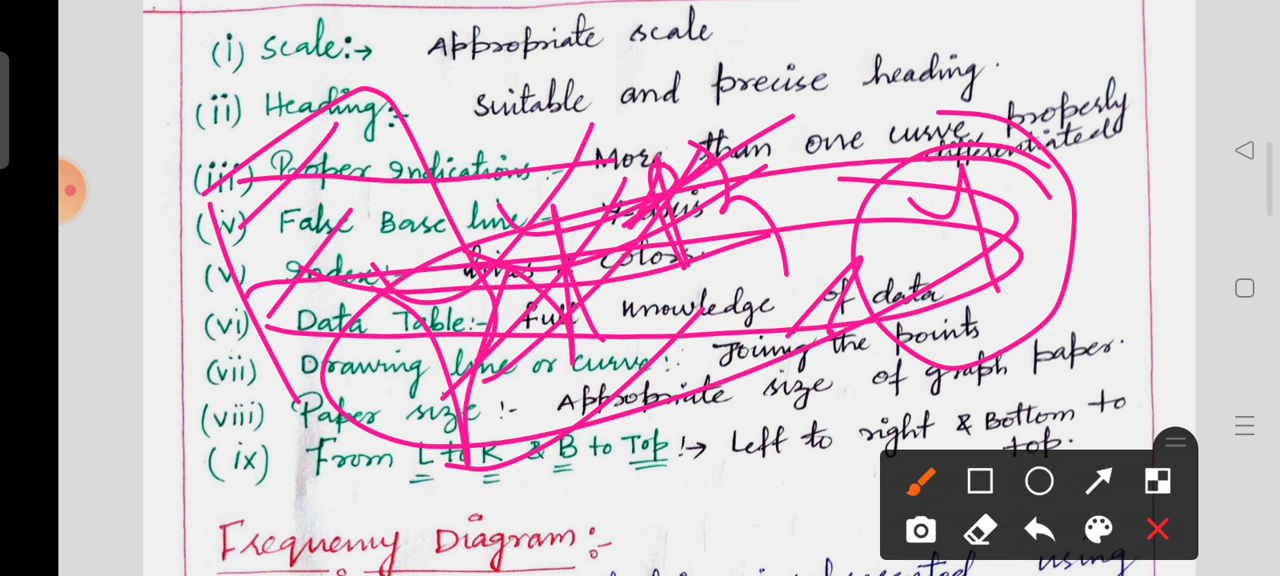 (i) Scale:→ Appropriate scale
(ii) Heading:- Suitable and precise heading.
(iii) Proper Indications:- More than one curve properly differentiated
(iv) False Base line:-
(v) Index:- colors.
(vi) Data Table:- full knowledge of data
(vii) Drawing line or curve:- Joining the points
(viii) Paper size:- Appropriate size of graph paper.
(ix) From L to R & B to Top:→ Left to right & Bottom to top.
Frequency Diagram:-
using